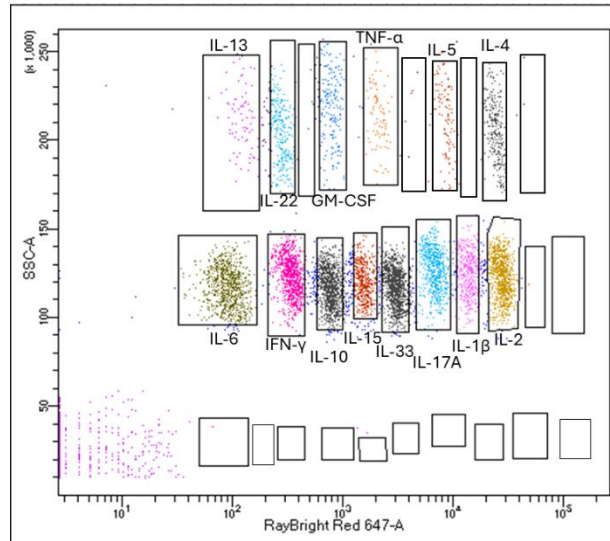 (x 1,000)
250
200
150
100
50
SSC-A
IL-13
TNF-α
IL-5
IL-4
IL-22
GM-CSF
IL-6
IFN-γ
IL-10
IL-15
IL-33
IL-17A
IL-1β
IL-2
10¹
10²
10³
10⁴
10⁵
RayBright Red 647-A